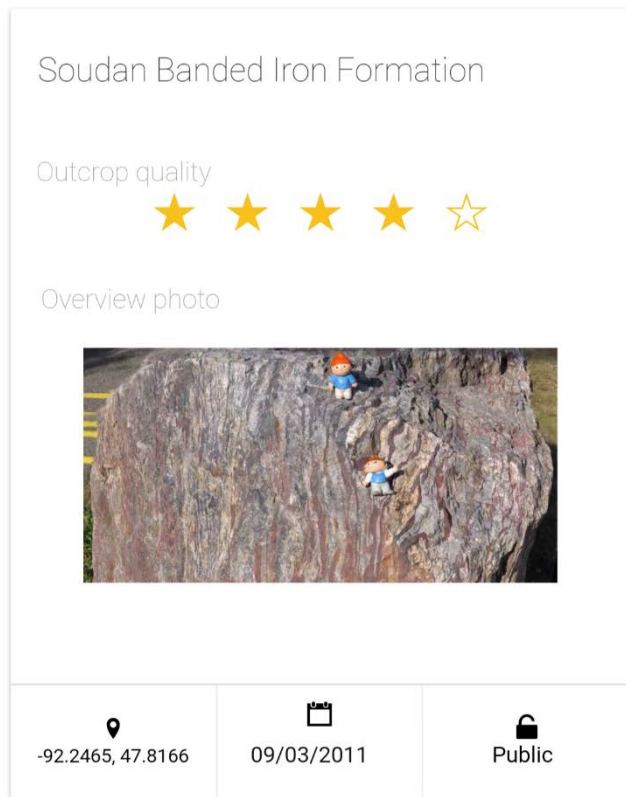 Soudan Banded Iron Formation
Outcrop quality
Overview photo
-92.2465, 47.8166
09/03/2011
Public